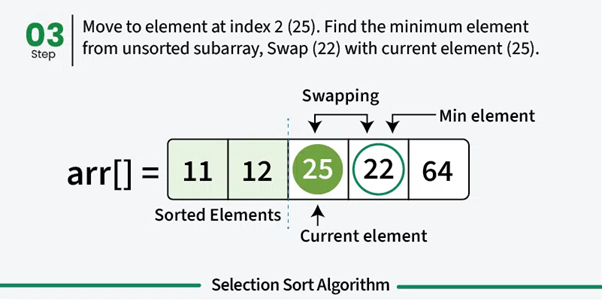 03
Step
Move to element at index 2 (25). Find the minimum element
from unsorted subarray, Swap (22) with current element (25).
Swapping
Min element
arr[] = 11 12 25 22 64
Sorted Elements
Current element
Selection Sort Algorithm